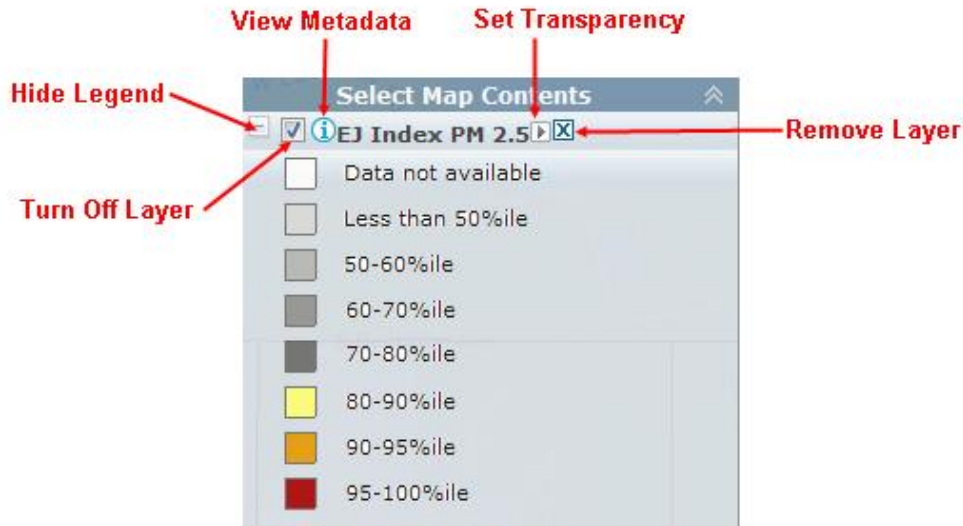 View Metadata
Set Transparency
Hide Legend
Select Map Contents
EJ Index PM 2.5
Remove Layer
Turn Off Layer
Data not available
Less than 50%ile
50-60%ile
60-70%ile
70-80%ile
80-90%ile
90-95%ile
95-100%ile